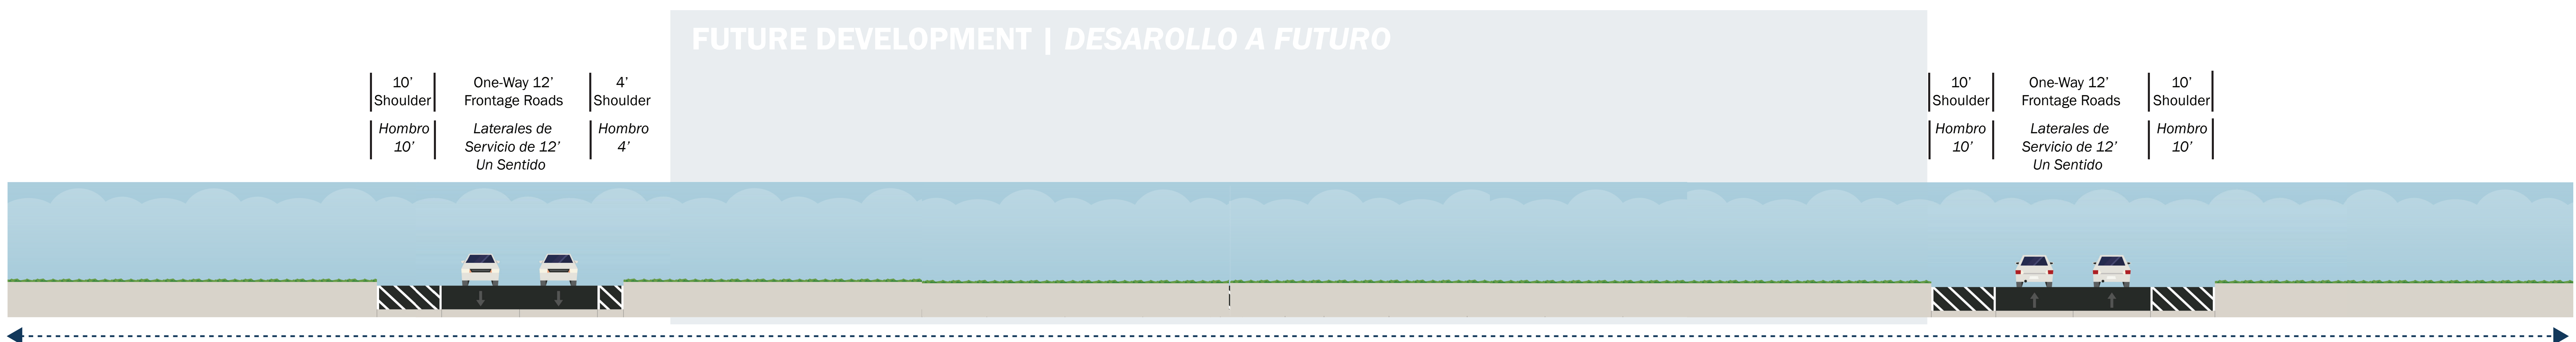 FUTURE DEVELOPMENT | DESAROLLO A FUTURO
10’
Shoulder
One-Way 12’
Frontage Roads
4’
Shoulder
Hombro
10’
Laterales de
Servicio de 12’
Un Sentido
Hombro
4’
10’
Shoulder
One-Way 12’
Frontage Roads
10’
Shoulder
Hombro
10’
Laterales de
Servicio de 12’
Un Sentido
Hombro
10’